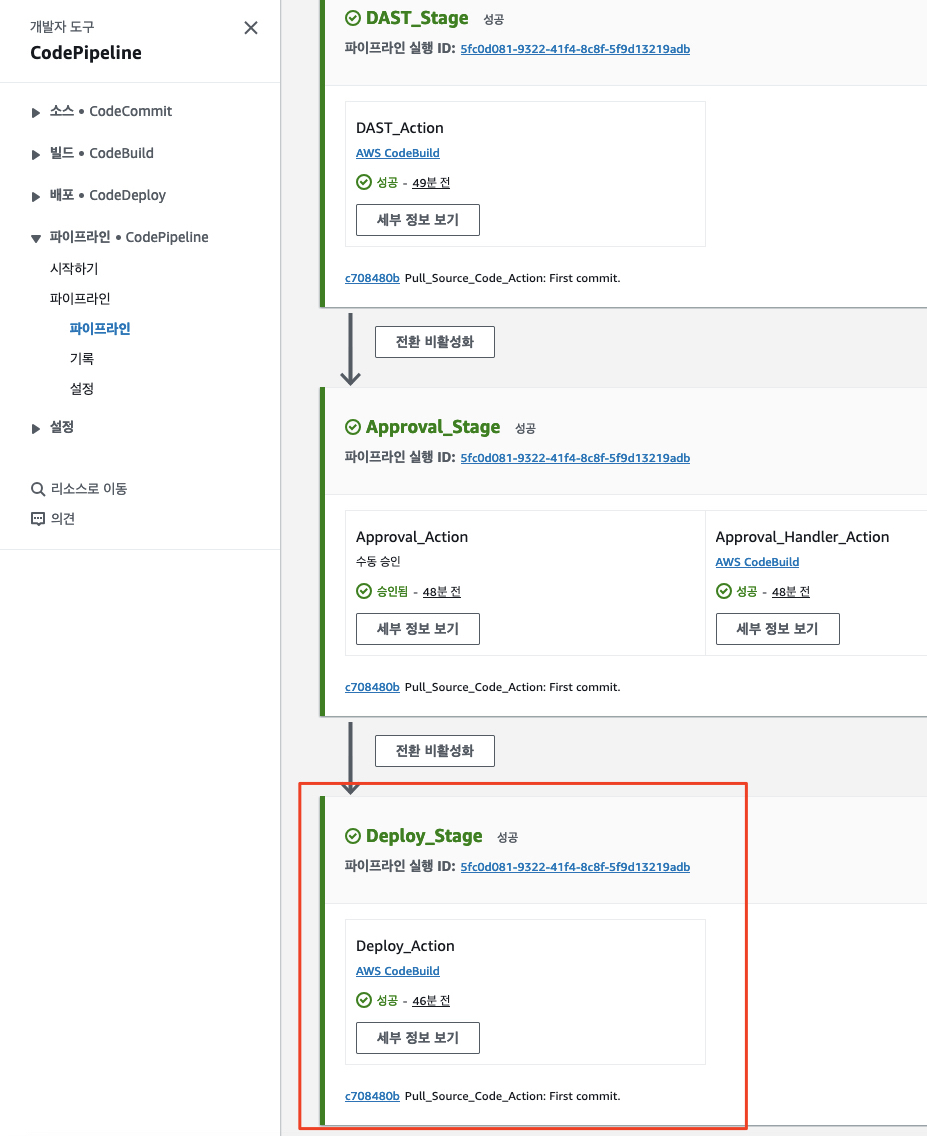 개발자 도구
CodePipeline
소스 • CodeCommit
빌드 • CodeBuild
배포 • CodeDeploy
파이프라인 • CodePipeline
시작하기
파이프라인
파이프라인
기록
설정
설정
리소스로 이동
의견
DAST_Stage 성공
파이프라인 실행 ID: 5fc0d081-9322-41f4-8c8f-5f9d13219adb
DAST_Action
AWS CodeBuild
성공 - 49분 전
세부 정보 보기
c708480b Pull_Source_Code_Action: First commit.
전환 비활성화
Approval_Stage 성공
파이프라인 실행 ID: 5fc0d081-9322-41f4-8c8f-5f9d13219adb
Approval_Action
수동 승인
승인됨 - 48분 전
세부 정보 보기
Approval_Handler_Action
AWS CodeBuild
성공 - 48분 전
세부 정보 보기
c708480b Pull_Source_Code_Action: First commit.
전환 비활성화
Deploy_Stage 성공
파이프라인 실행 ID: 5fc0d081-9322-41f4-8c8f-5f9d13219adb
Deploy_Action
AWS CodeBuild
성공 - 46분 전
세부 정보 보기
c708480b Pull_Source_Code_Action: First commit.